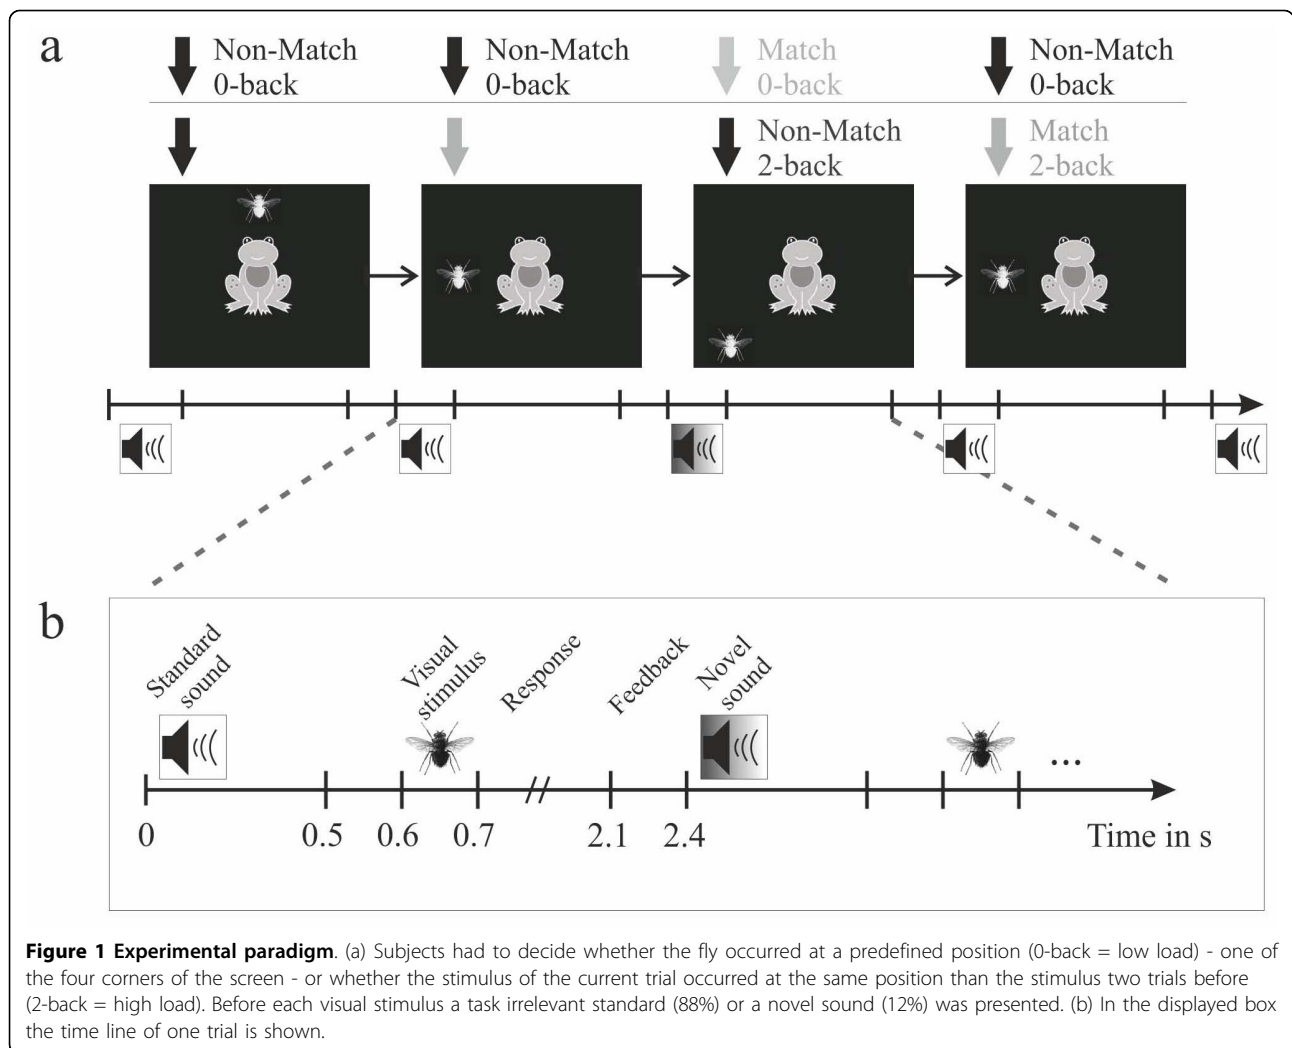 a
Non-Match
0-back
Non-Match
0-back
Match
0-back
Non-Match
0-back
Non-Match
2-back
Match
2-back
b
Standard
sound
Visual
stimulus
Response
Feedback
Novel
sound
...
0
0.5
0.6
0.7
2.1
2.4
Time in s
Figure 1 Experimental paradigm. (a) Subjects had to decide whether the fly occurred at a predefined position (0-back = low load) - one of
the four corners of the screen - or whether the stimulus of the current trial occurred at the same position than the stimulus two trials before
(2-back = high load). Before each visual stimulus a task irrelevant standard (88%) or a novel sound (12%) was presented. (b) In the displayed box
the time line of one trial is shown.